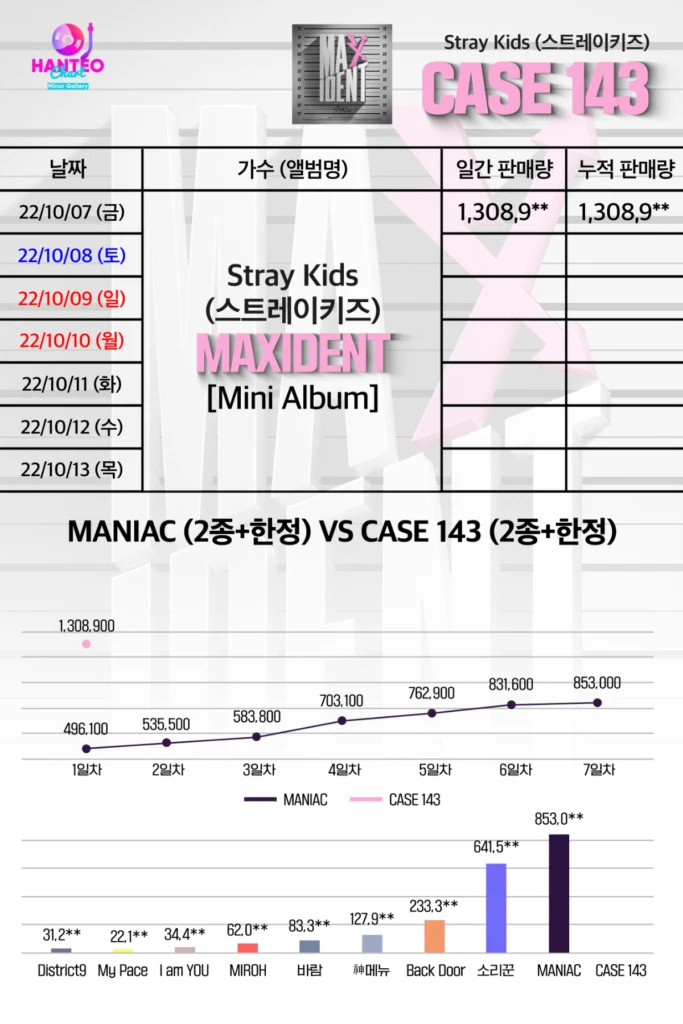 HANTEO
Chart
Minor Gallery
MAX
IDENT
Stray Kids (스트레이키즈)
CASE 143
날짜 가수 (앨범명) 일간 판매량 누적 판매량
22/10/07 (금) 1,308,9** 1,308,9**
22/10/08 (토)
22/10/09 (일)
22/10/10 (월)
22/10/11 (화)
22/10/12 (수)
22/10/13 (목)
Stray Kids
(스트레이키즈)
MAXIDENT
[Mini Album]
MANIAC (2종+한정) VS CASE 143 (2종+한정)
1,308,900
496,100 535,500 583,800 703,100 762,900 831,600 853,000
1일차 2일차 3일차 4일차 5일차 6일차 7일차
MANIAC CASE 143
31.2** 22.1** 34.4** 62.0** 83.3** 127.9** 233.3** 641.5** 853.0**
District9 My Pace I am YOU MIROH 바람 神메뉴 Back Door 소리꾼 MANIAC CASE 143